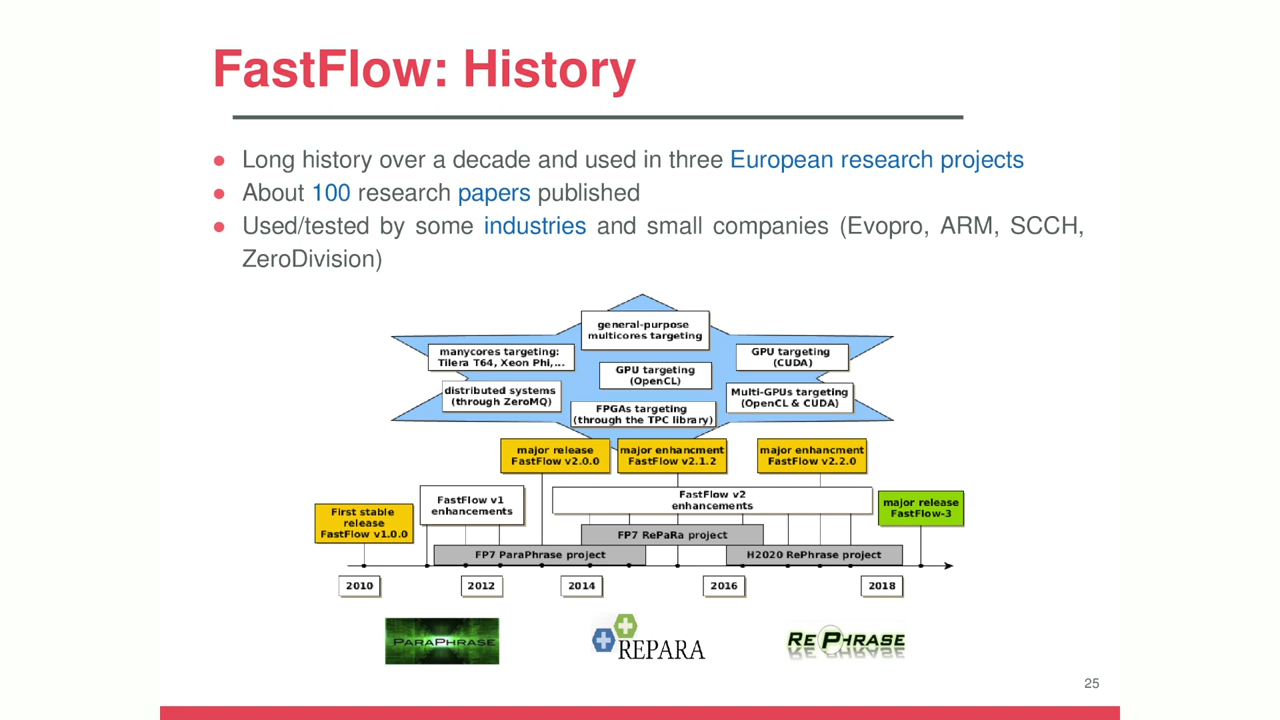 FastFlow: History
● Long history over a decade and used in three European research projects
● About 100 research papers published
● Used/tested by some industries and small companies (Evopro, ARM, SCCH,
ZeroDivision)
general-purpose
multicores targeting
manycores targeting:
Tilera T64, Xeon Phi,...
GPU targeting
(CUDA)
GPU targeting
(OpenCL)
distributed systems
(through ZeroMQ)
Multi-GPUs targeting
(OpenCL & CUDA)
FPGAs targeting
(through the TPC library)
major release
FastFlow v2.0.0
major enhancment
FastFlow v2.1.2
major enhancment
FastFlow v2.2.0
First stable
release
FastFlow v1.0.0
FastFlow v1
enhancements
FastFlow v2
enhancements
major release
FastFlow-3
FP7 RePaRa project
FP7 ParaPhrase project
H2020 RePhrase project
2010
2012
2014
2016
2018
PARAPHRASE
REPARA
REPHRASE
25